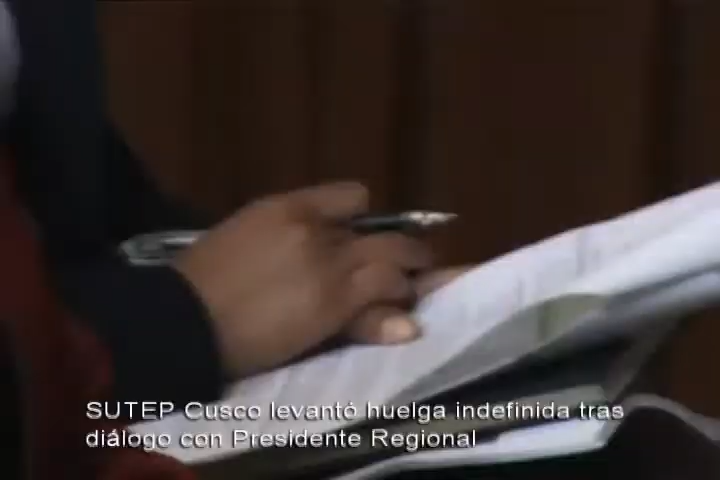 SUTEP Cusco levantó huelga indefinida tras
diálogo con Presidente Regional